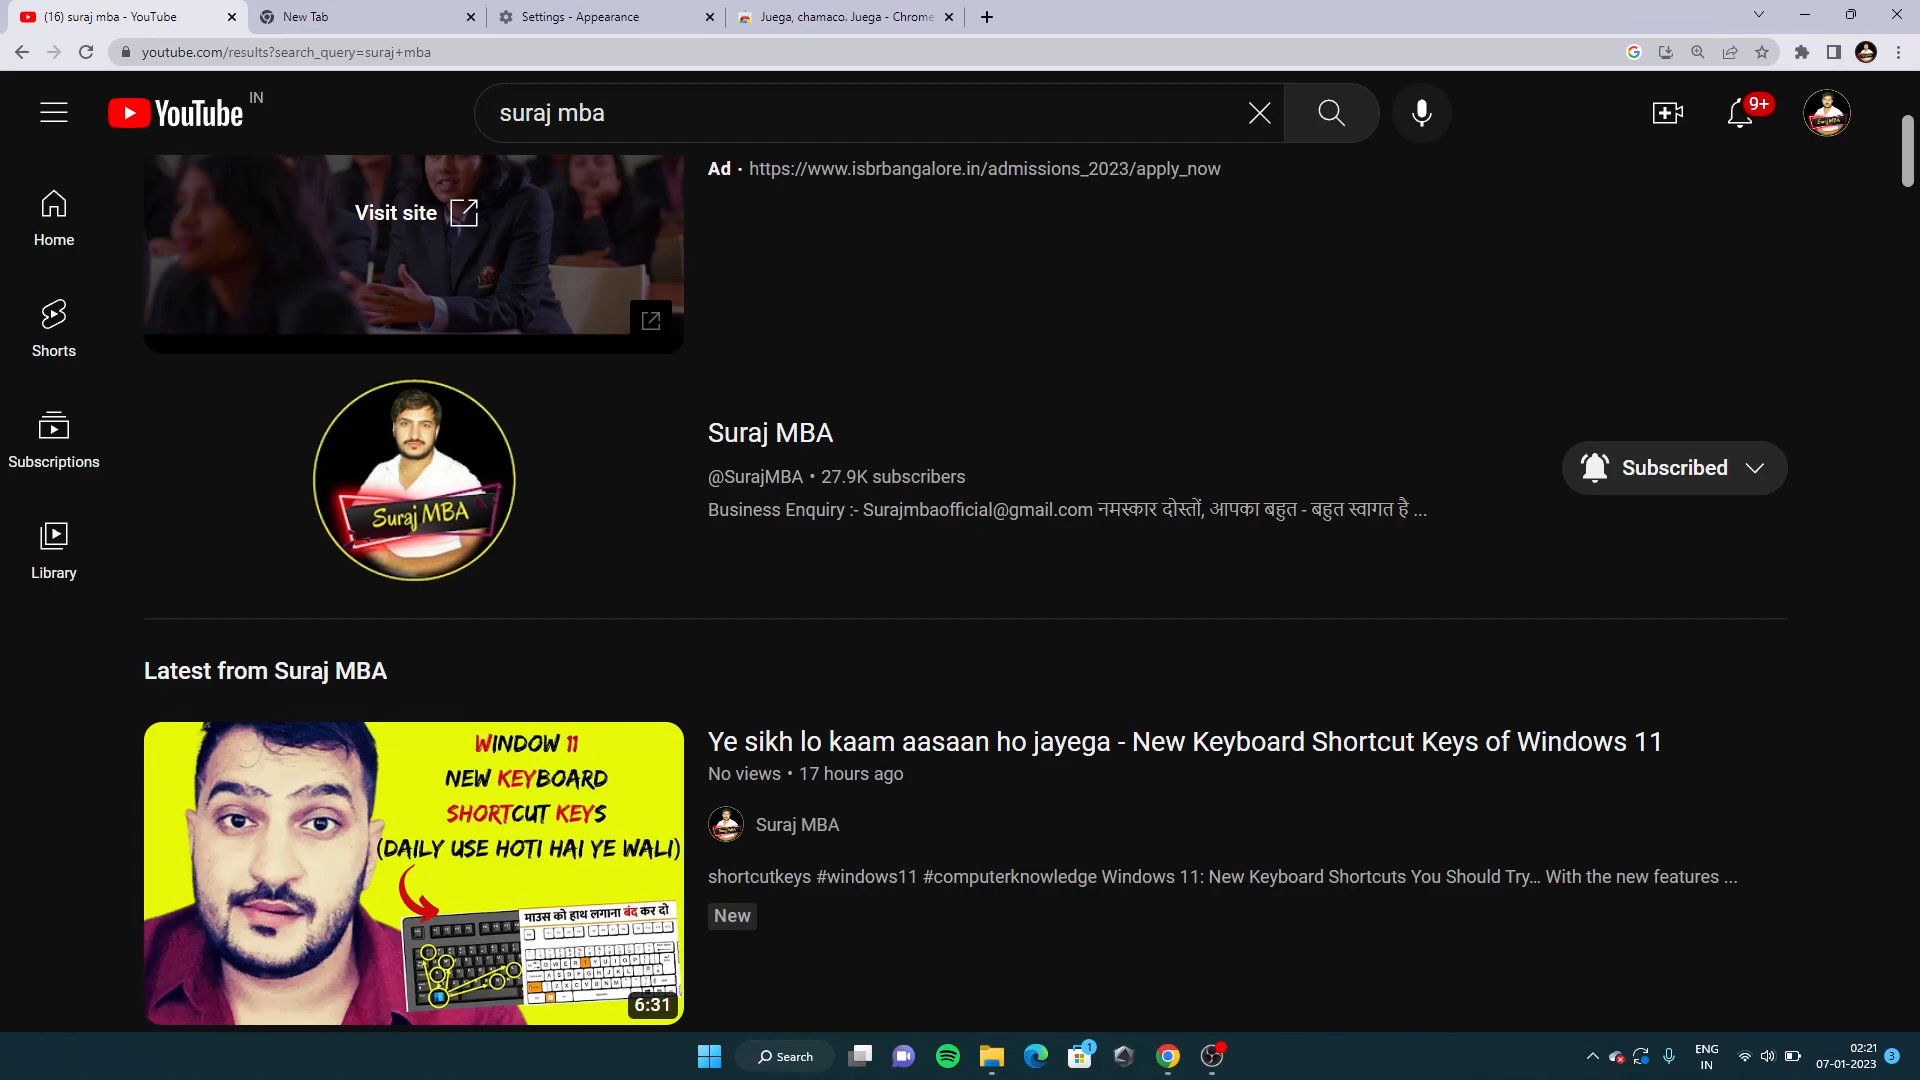 (16) suraj mba - YouTube
New Tab
Settings - Appearance
Juega, chamaco. Juega - Chrome
youtube.com/results?search_query=suraj+mba
YouTube
IN
suraj mba
9+
Ad · https://www.isbrbangalore.in/admissions_2023/apply_now
Visit site
Home
Shorts
Subscriptions
Library
Suraj MBA
Suraj MBA
@SurajMBA • 27.9K subscribers
Business Enquiry :- Surajmbaofficial@gmail.com नमस्कार दोस्तों, आपका बहुत - बहुत स्वागत है ...
Subscribed
Latest from Suraj MBA
WINDOW 11
NEW KEYBOARD
SHORTCUT KEYS
(DAILY USE HOTI HAI YE WALI)
माउस को हाथ लगाना बंद कर दो
6:31
Ye sikh lo kaam aasaan ho jayega - New Keyboard Shortcut Keys of Windows 11
No views • 17 hours ago
Suraj MBA
shortcutkeys #windows11 #computerknowledge Windows 11: New Keyboard Shortcuts You Should Try... With the new features ...
New
Search
1
ENG
IN
02:21
07-01-2023
3